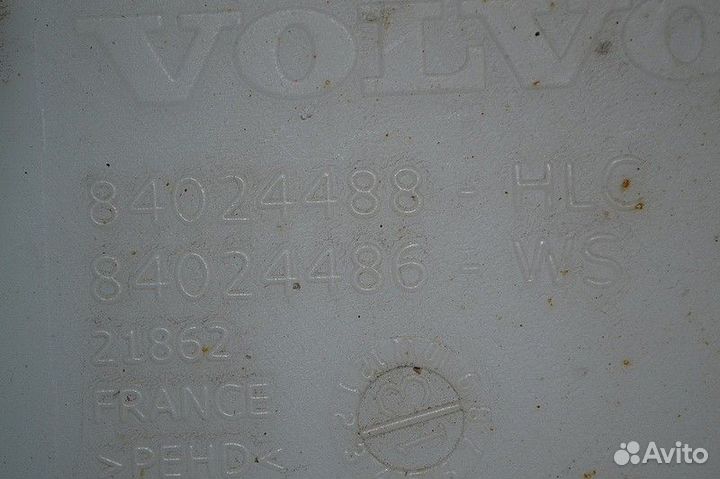 VOLVO
84024488 - HLC
84024486 - WS
21862
FRANCE
>PEHD<
Avito